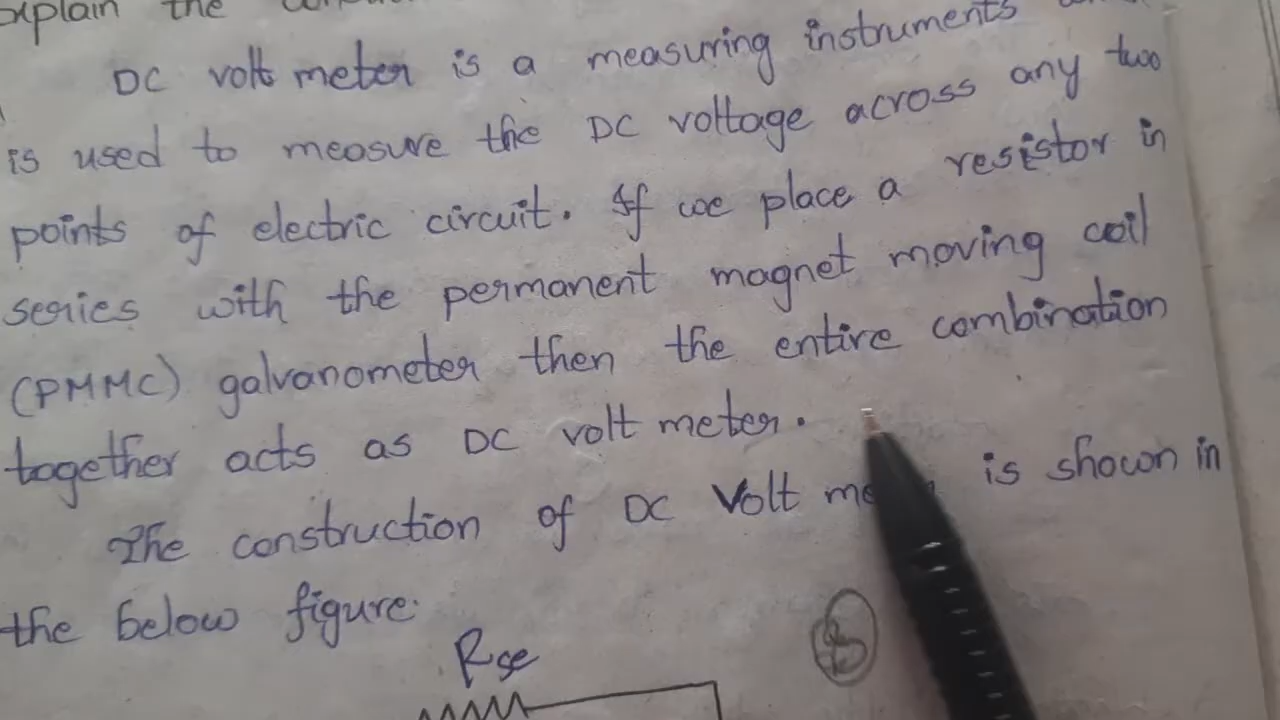 explain the
DC volt meter is a measuring instruments
is used to measure the DC voltage across any two
points of electric circuit. If we place a resistor in
series with the permanent magnet moving coil
(PMMC) galvanometer then the entire combination
together acts as DC volt meter.
The construction of DC Volt is shown in
the below figure.
Rse